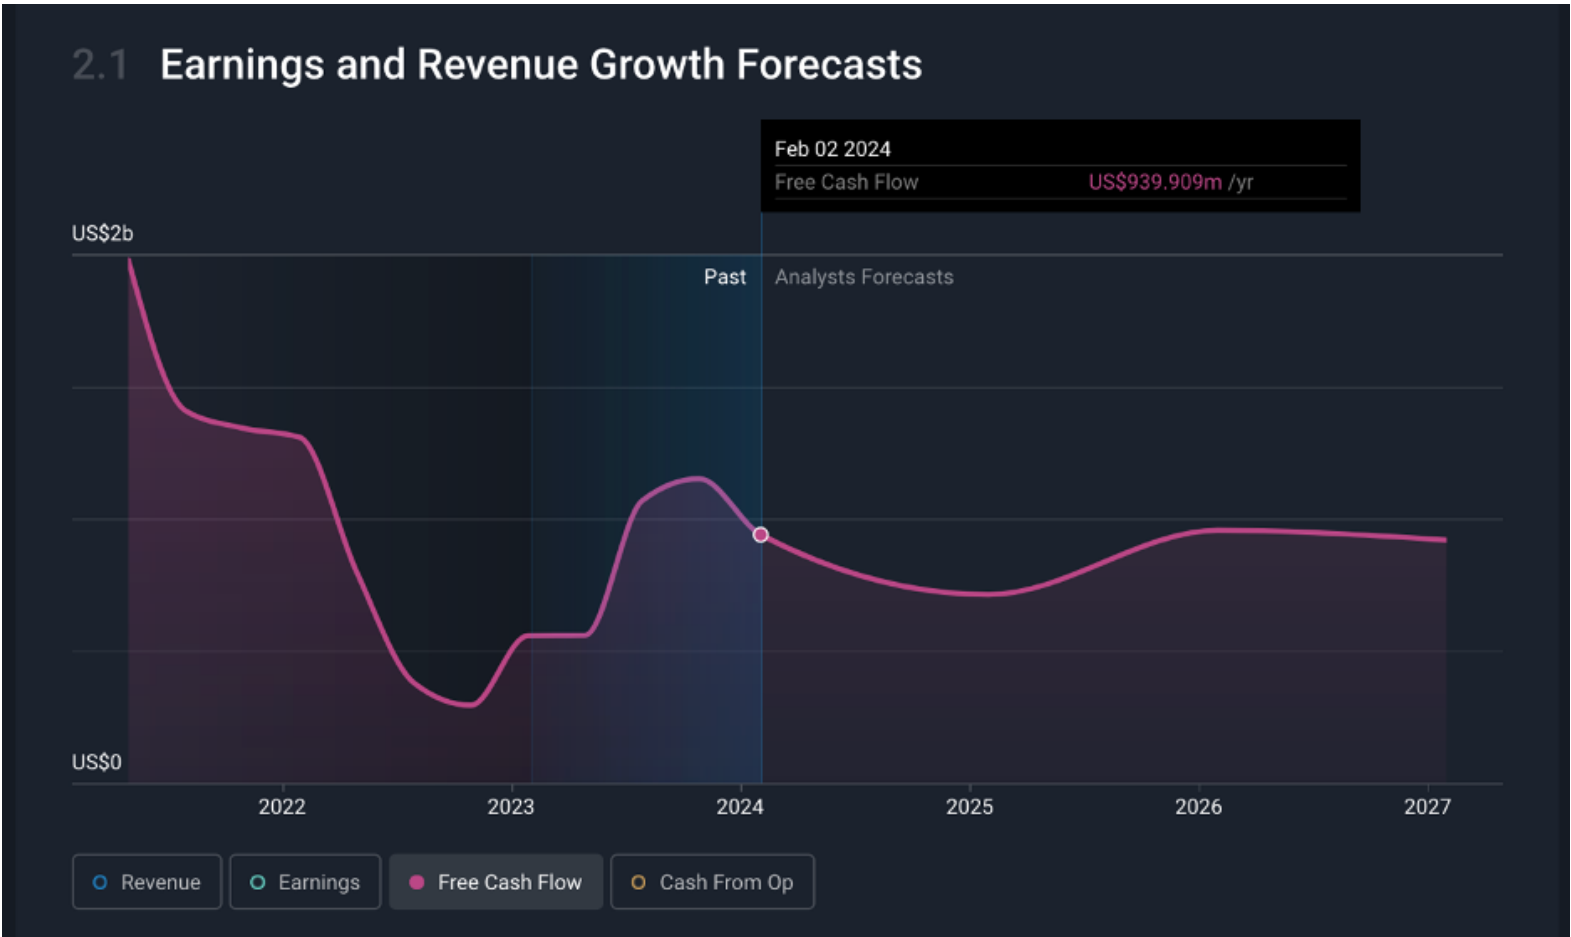 2.1 Earnings and Revenue Growth Forecasts
Feb 02 2024
Free Cash Flow US$939.909m /yr
US$2b
Past Analysts Forecasts
US$0
2022 2023 2024 2025 2026 2027
Revenue Earnings Free Cash Flow Cash From Op